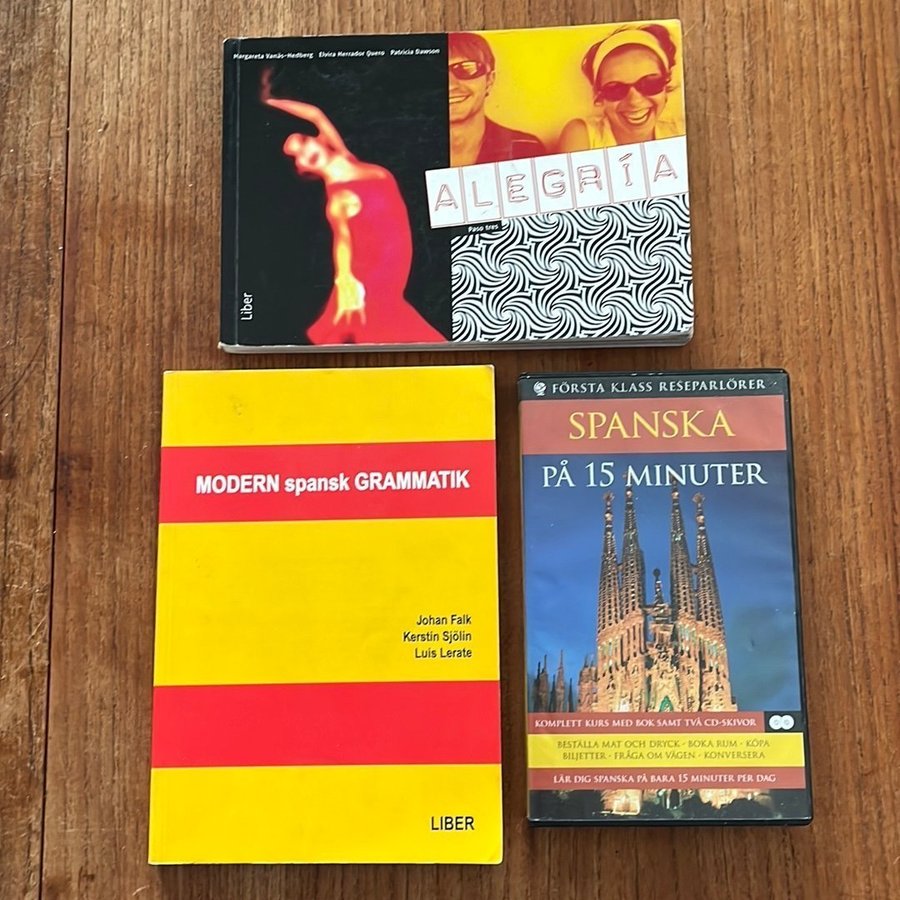 Margareta Vanäs-Hedberg Elvira Herrador Quero Patricia Dawson
ALEGRÍA
Paso tres
Liber
MODERN spansk GRAMMATIK
Johan Falk
Kerstin Sjölin
Luis Lerate
LIBER
FÖRSTA KLASS RESEPARLÖRER
SPANSKA
PÅ 15 MINUTER
KOMPLETT KURS MED BOK SAMT TVÅ CD-SKIVOR
BESTÄLLA MAT OCH DRYCK · BOKA RUM · KÖPA
BILJETTER · FRÅGA OM VÄGEN · KONVERSERA
LÄR DIG SPANSKA PÅ BARA 15 MINUTER PER DAG